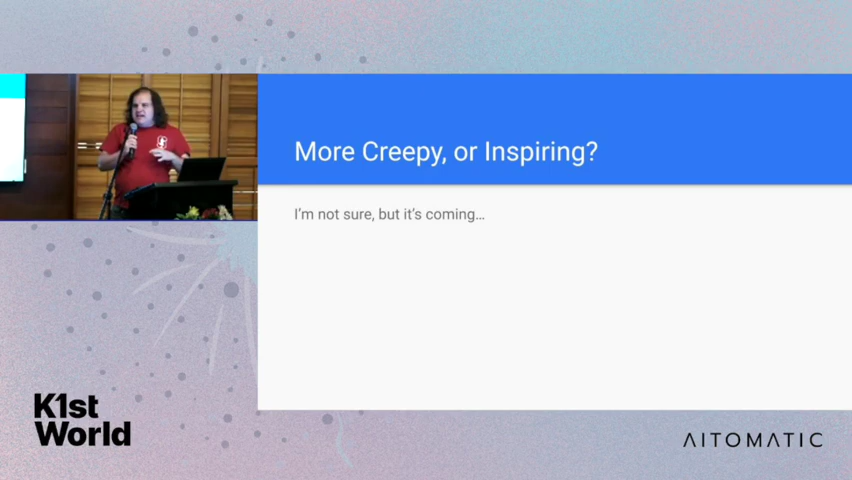 More Creepy, or Inspiring?
I'm not sure, but it's coming...
K1st
World
AITOMATIC